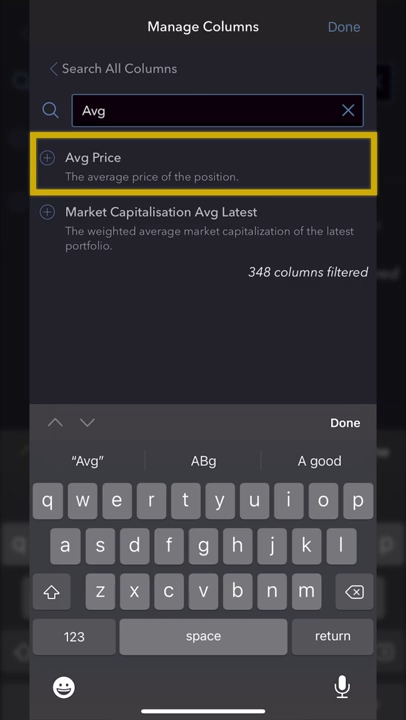 Manage Columns Done
Search All Columns
Avg
Avg Price
The average price of the position.
Market Capitalisation Avg Latest
The weighted average market capitalization of the latest
portfolio.
348 columns filtered
Done
“Avg” ABg A good
q w e r t y u i o p
a s d f g h j k l
z x c v b n m
123 space return